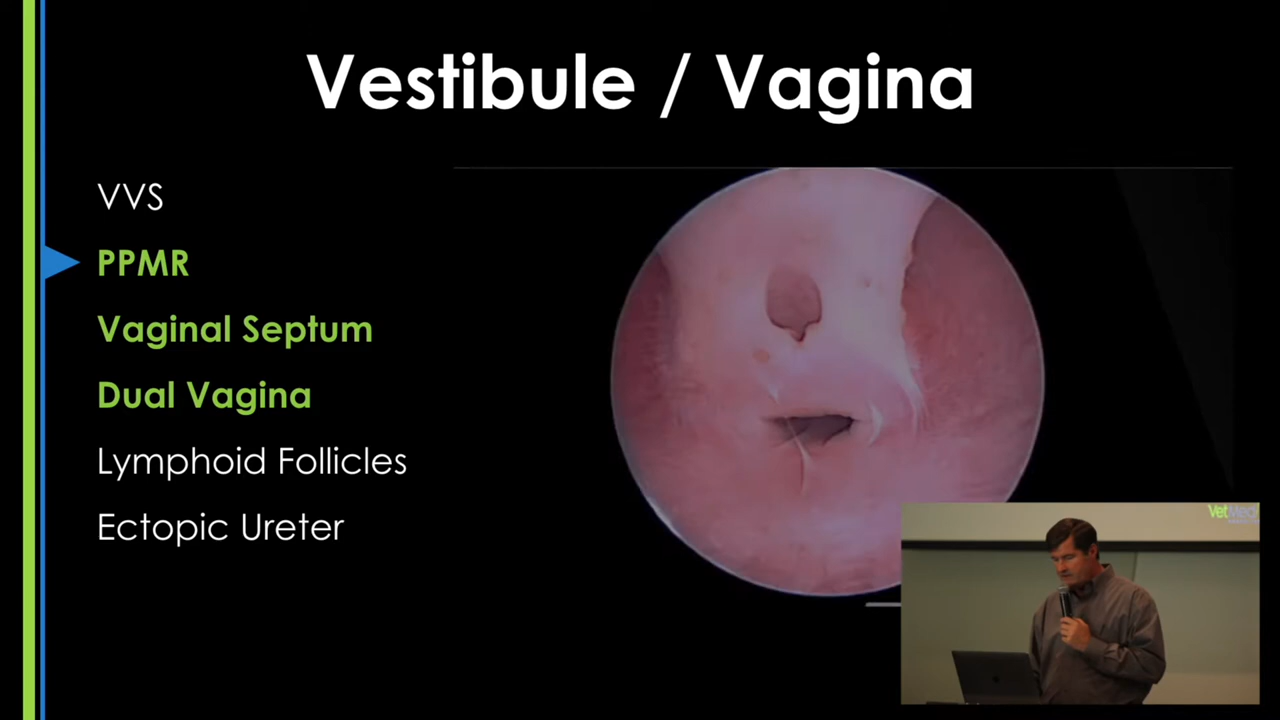 Vestibule / Vagina
VVS
PPMR
Vaginal Septum
Dual Vagina
Lymphoid Follicles
Ectopic Ureter
VetMed